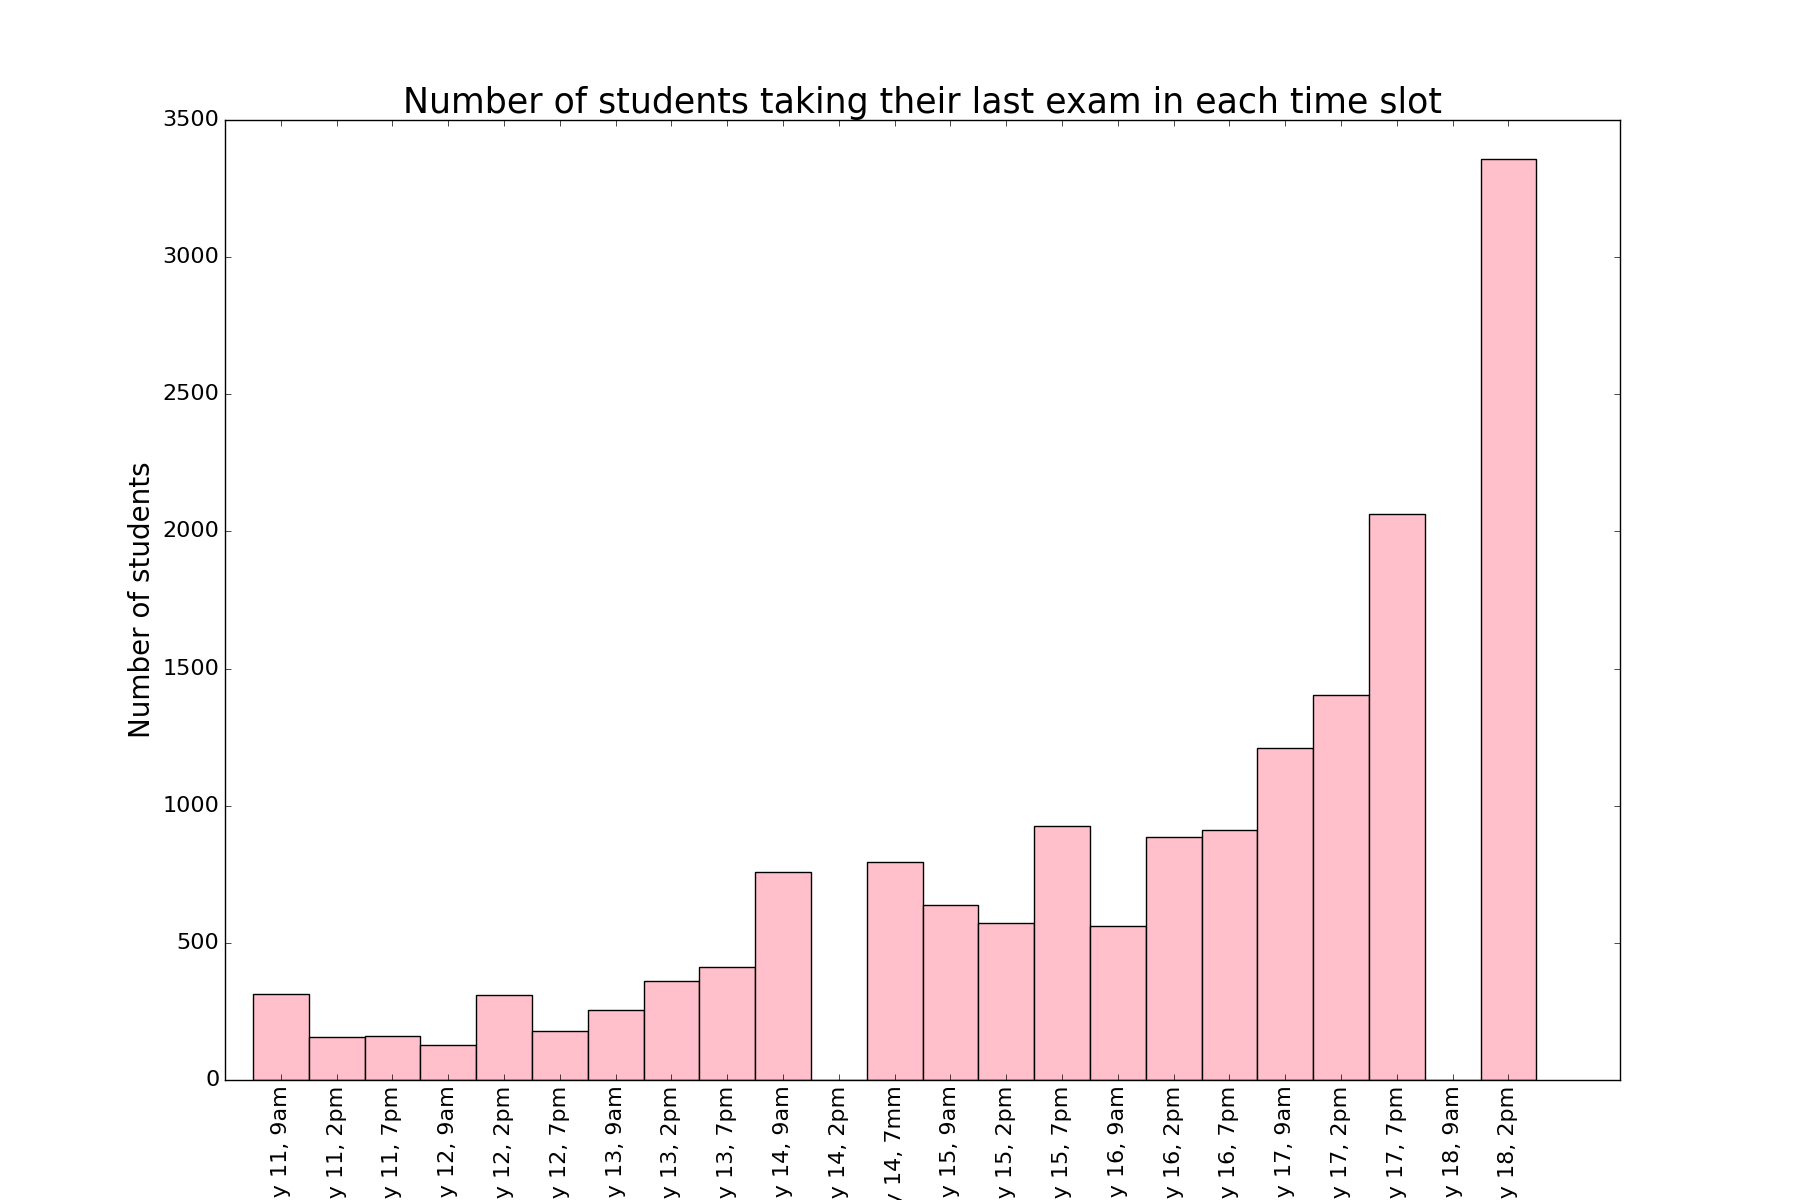 Number of students taking their last exam in each time slot
3500
3000
2500
2000
1500
1000
500
0
Number of students
y 11, 9am
y 11, 2pm
y 11, 7pm
y 12, 9am
y 12, 2pm
y 12, 7pm
y 13, 9am
y 13, 2pm
y 13, 7pm
y 14, 9am
y 14, 2pm
y 14, 7mm
y 15, 9am
y 15, 2pm
y 15, 7pm
y 16, 9am
y 16, 2pm
y 16, 7pm
y 17, 9am
y 17, 2pm
y 17, 7pm
y 18, 9am
y 18, 2pm